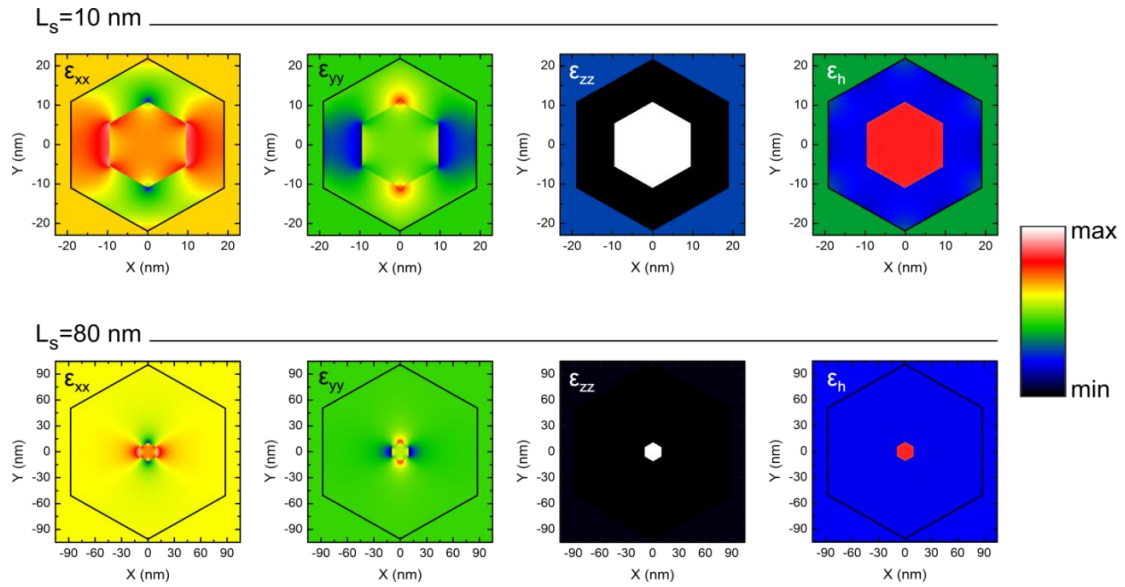 Ls=10 nm
εxx εyy εzz εh
20 20 20 20
10 10 10 10
0 0 0 0
-10 -10 -10 -10
-20 -20 -20 -20
Y (nm) Y (nm) Y (nm) Y (nm)
-20 -10 0 10 20 -20 -10 0 10 20 -20 -10 0 10 20 -20 -10 0 10 20
X (nm) X (nm) X (nm) X (nm)
max
min
Ls=80 nm
εxx εyy εzz εh
90 90 90 90
60 60 60 60
30 30 30 30
0 0 0 0
-30 -30 -30 -30
-60 -60 -60 -60
-90 -90 -90 -90
Y (nm) Y (nm) Y (nm) Y (nm)
-90 -60 -30 0 30 60 90 -90 -60 -30 0 30 60 90 -90 -60 -30 0 30 60 90 -90 -60 -30 0 30 60 90
X (nm) X (nm) X (nm) X (nm)